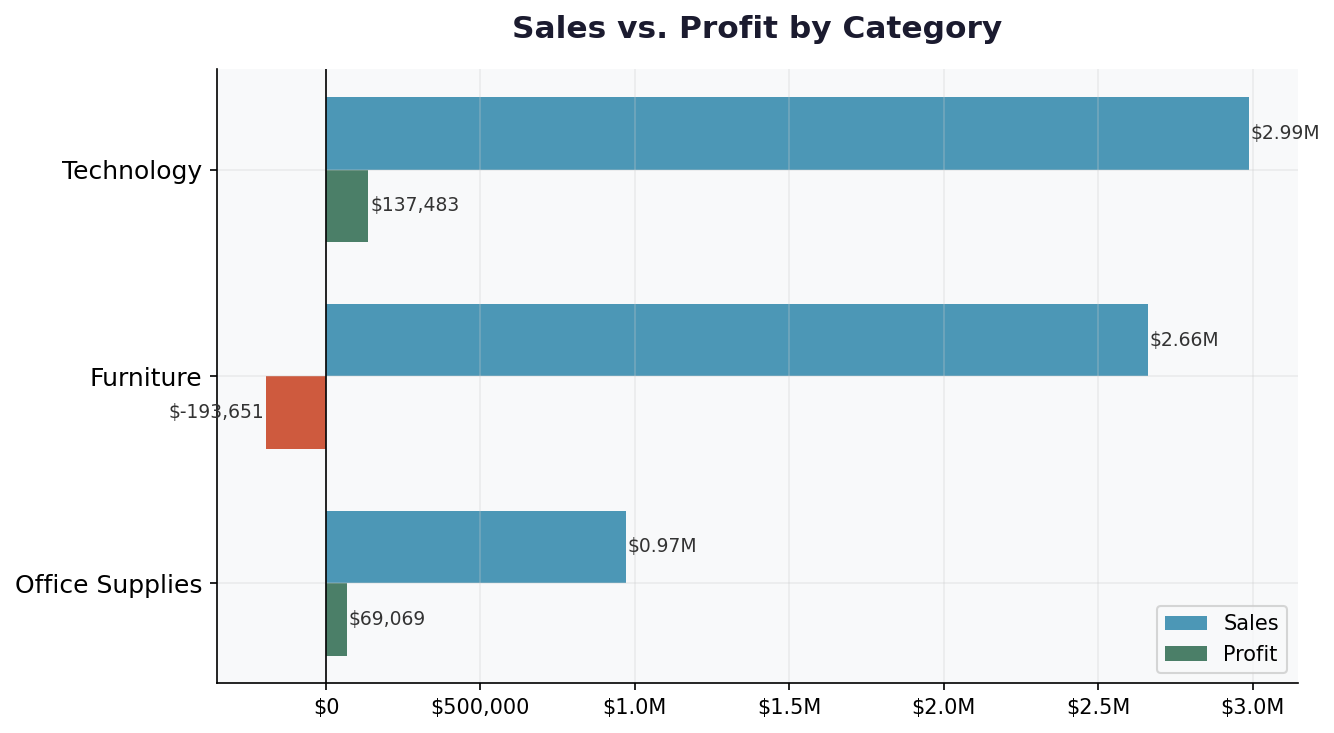 Sales vs. Profit by Category
Technology
$2.99M
$137,483
Furniture
$2.66M
$-193,651
Office Supplies
$0.97M
$69,069
Sales
Profit
$0 $500,000 $1.0M $1.5M $2.0M $2.5M $3.0M